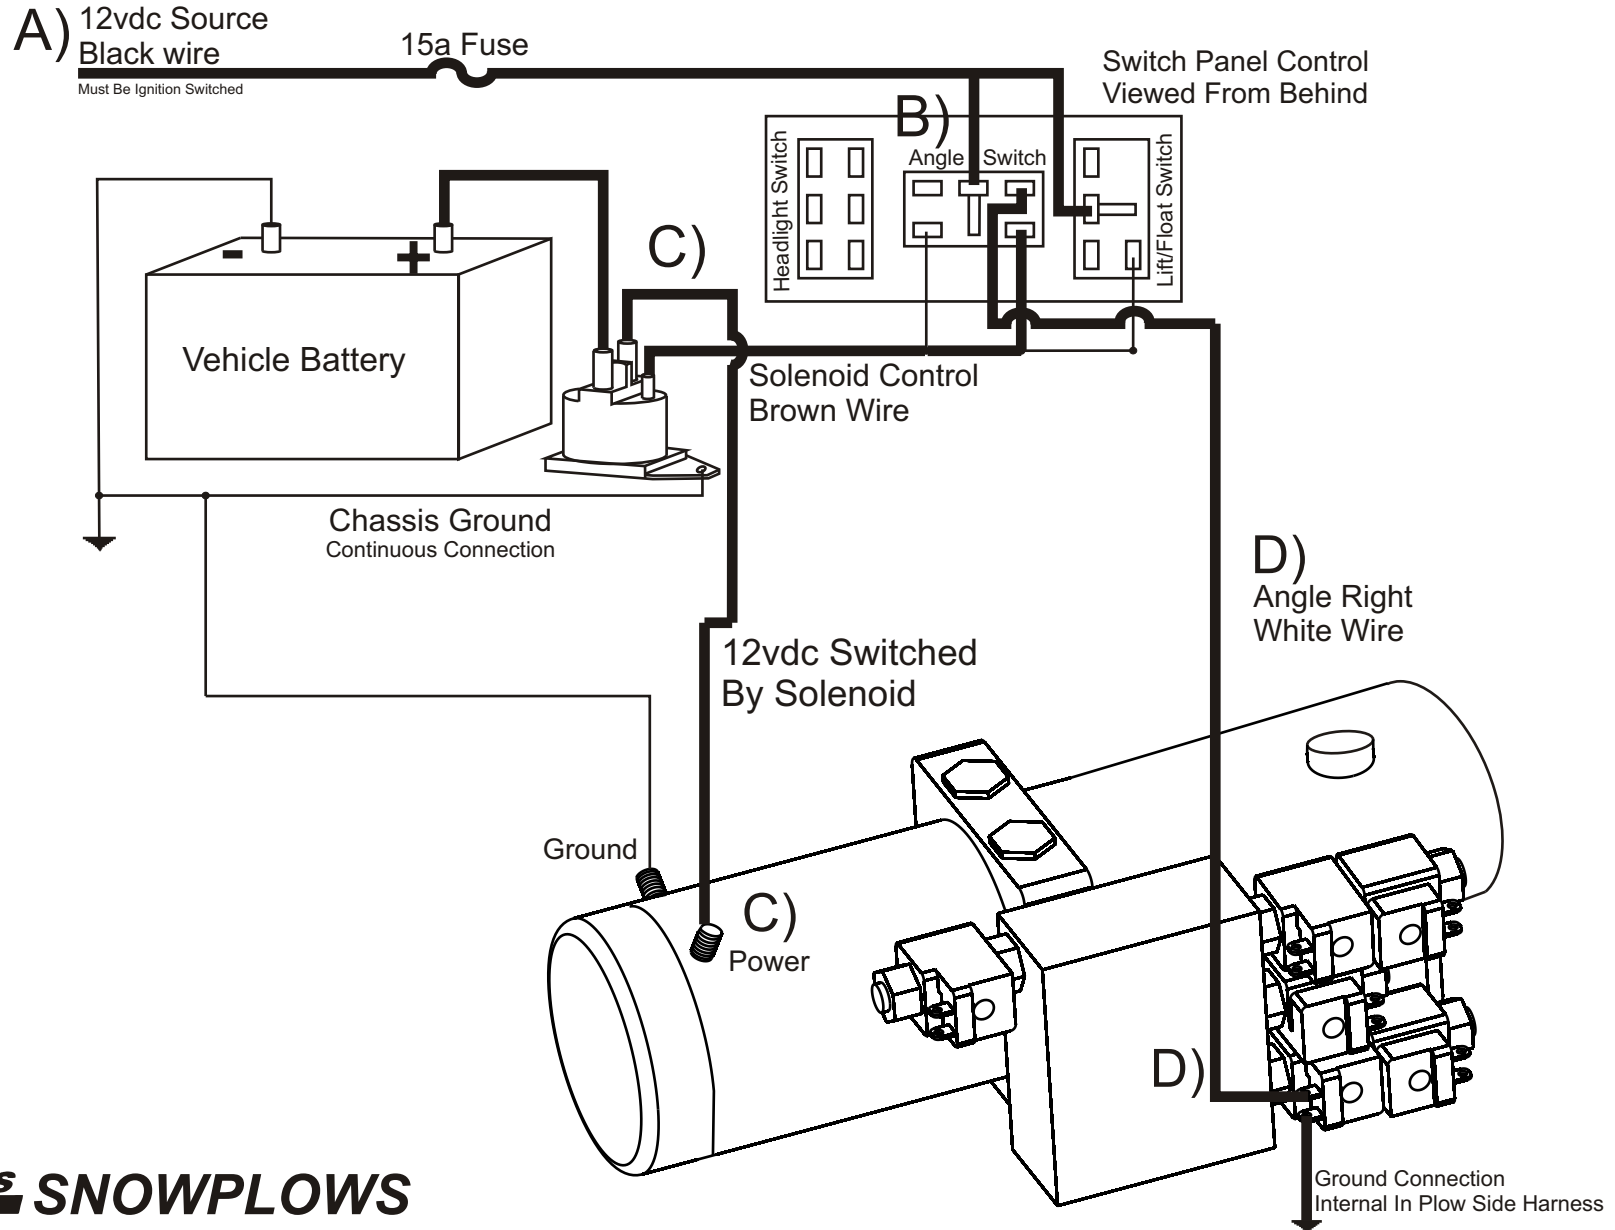 A)
12vdc Source
Black wire
Must Be Ignition Switched
15a Fuse
Switch Panel Control
Viewed From Behind
B)
Headlight Switch
Angle Switch
Lift/Float Switch
C)
-
+
Vehicle Battery
Solenoid Control
Brown Wire
Chassis Ground
Continuous Connection
D)
Angle Right
White Wire
12vdc Switched
By Solenoid
Ground
C)
Power
D)
Ground Connection
Internal In Plow Side Harness
SNOWPLOWS